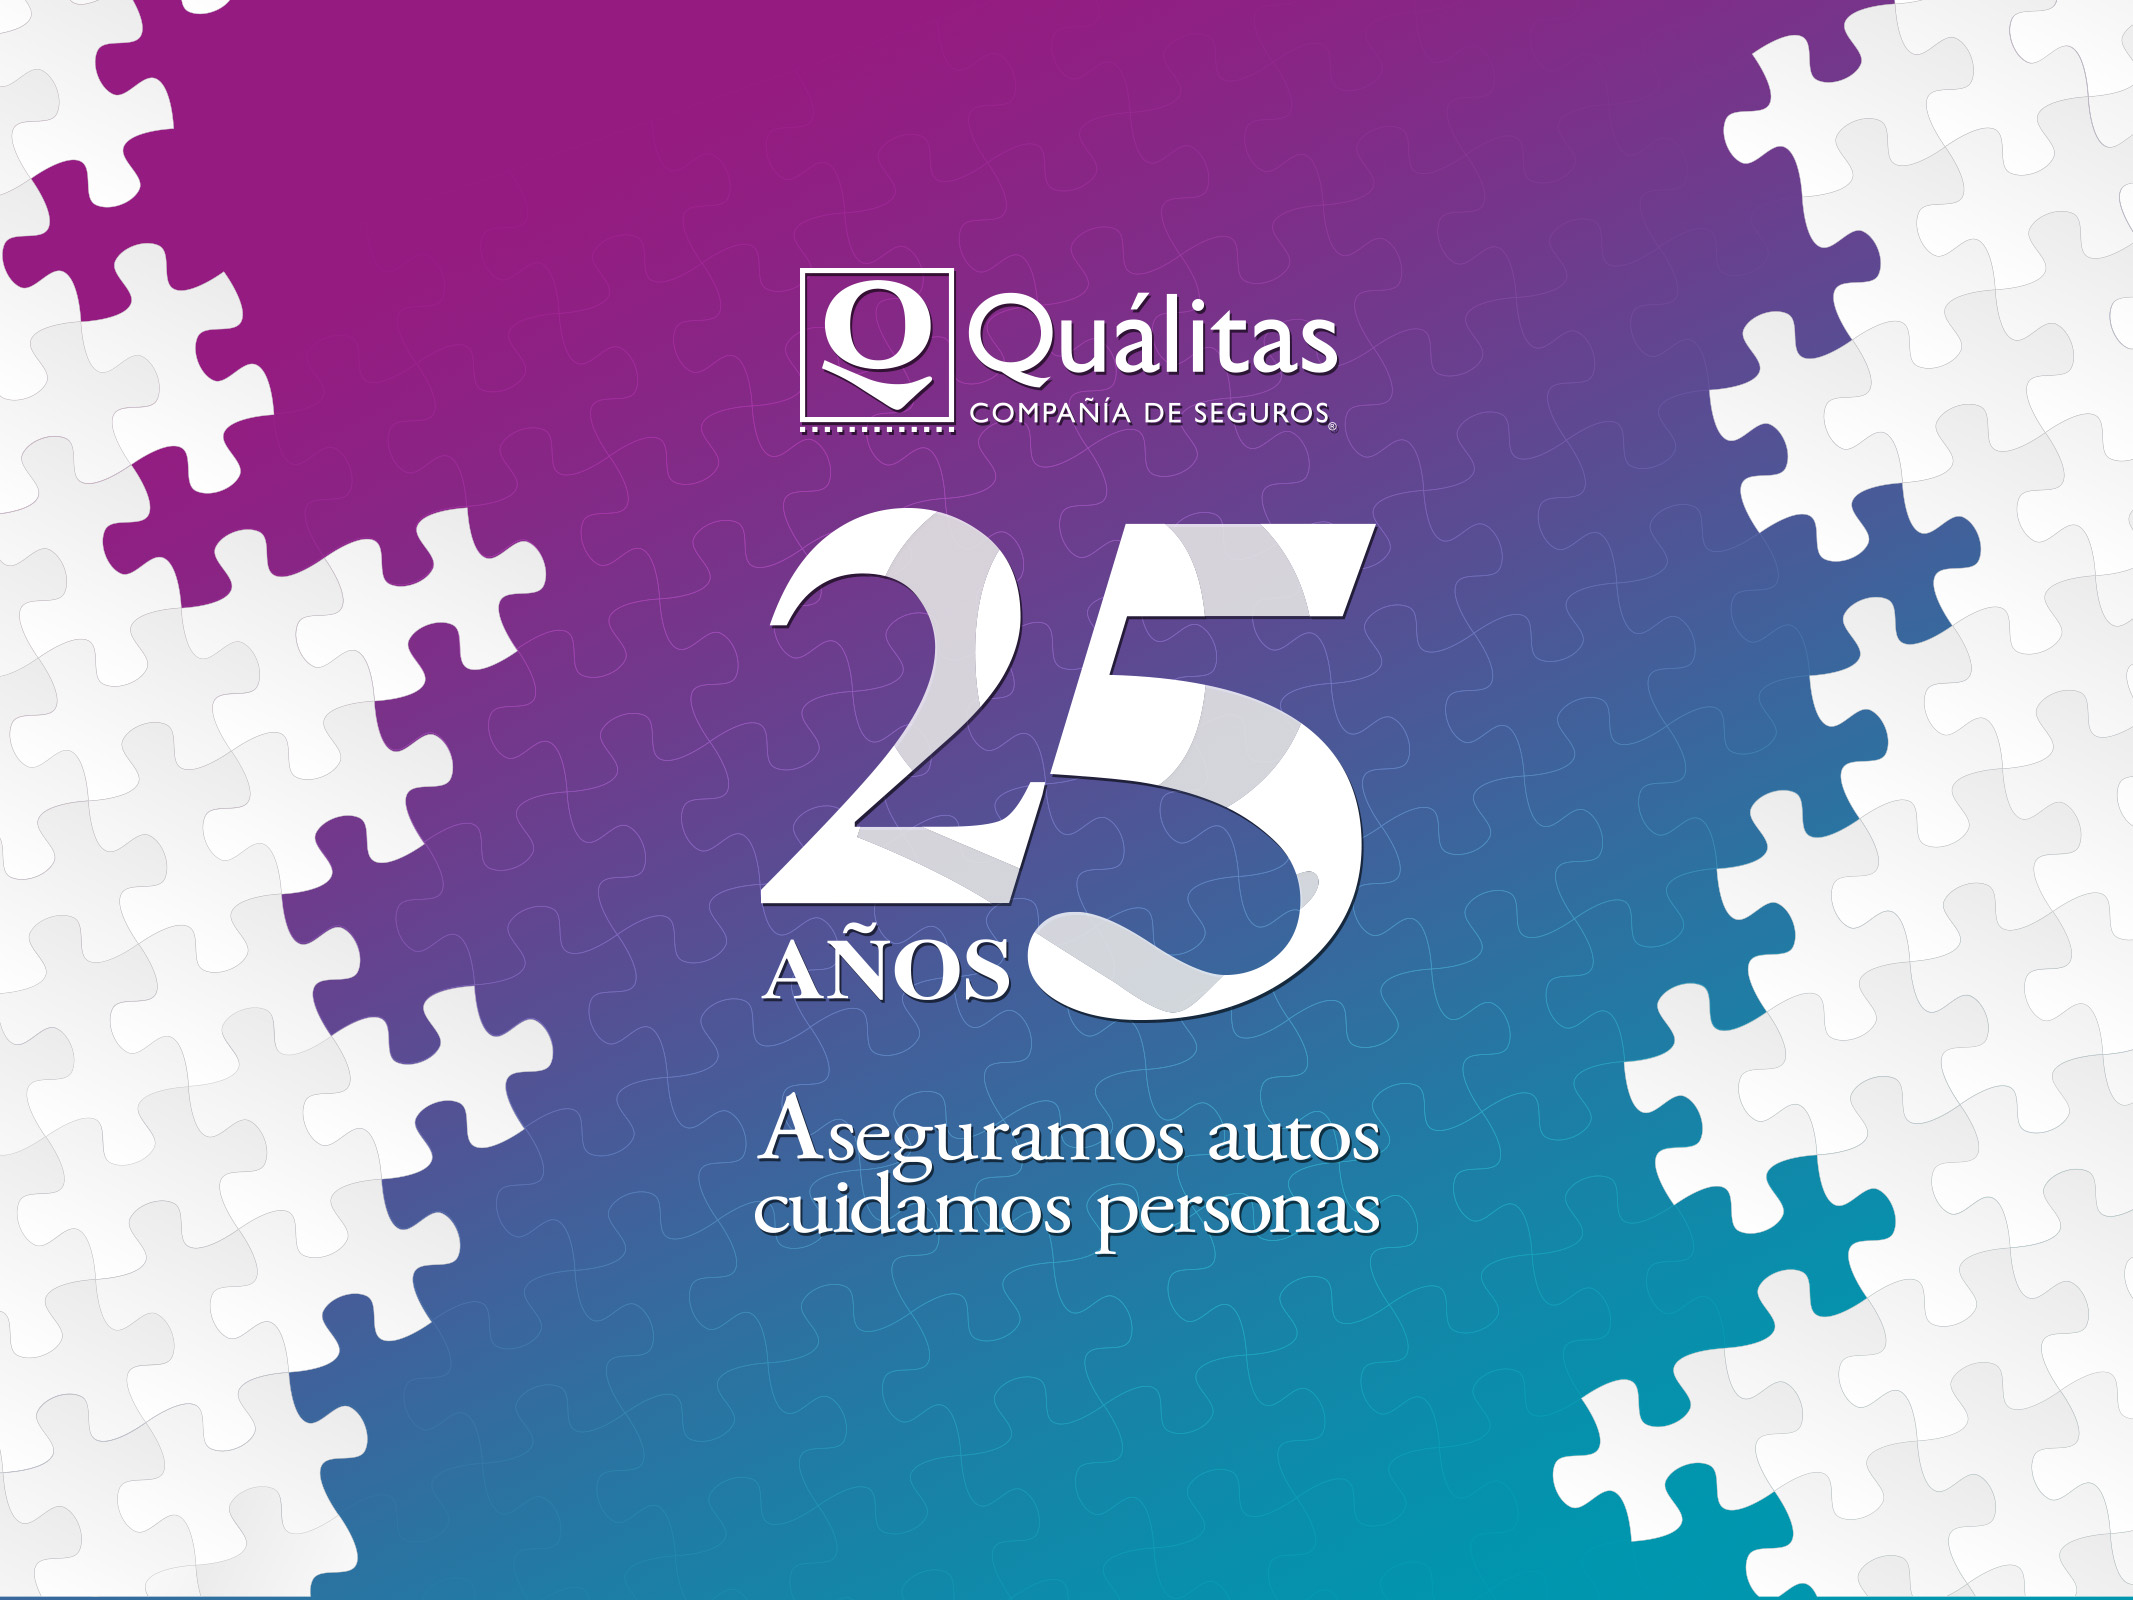 Q Quálitas
COMPAÑÍA DE SEGUROS®
25
AÑOS
Aseguramos autos
cuidamos personas